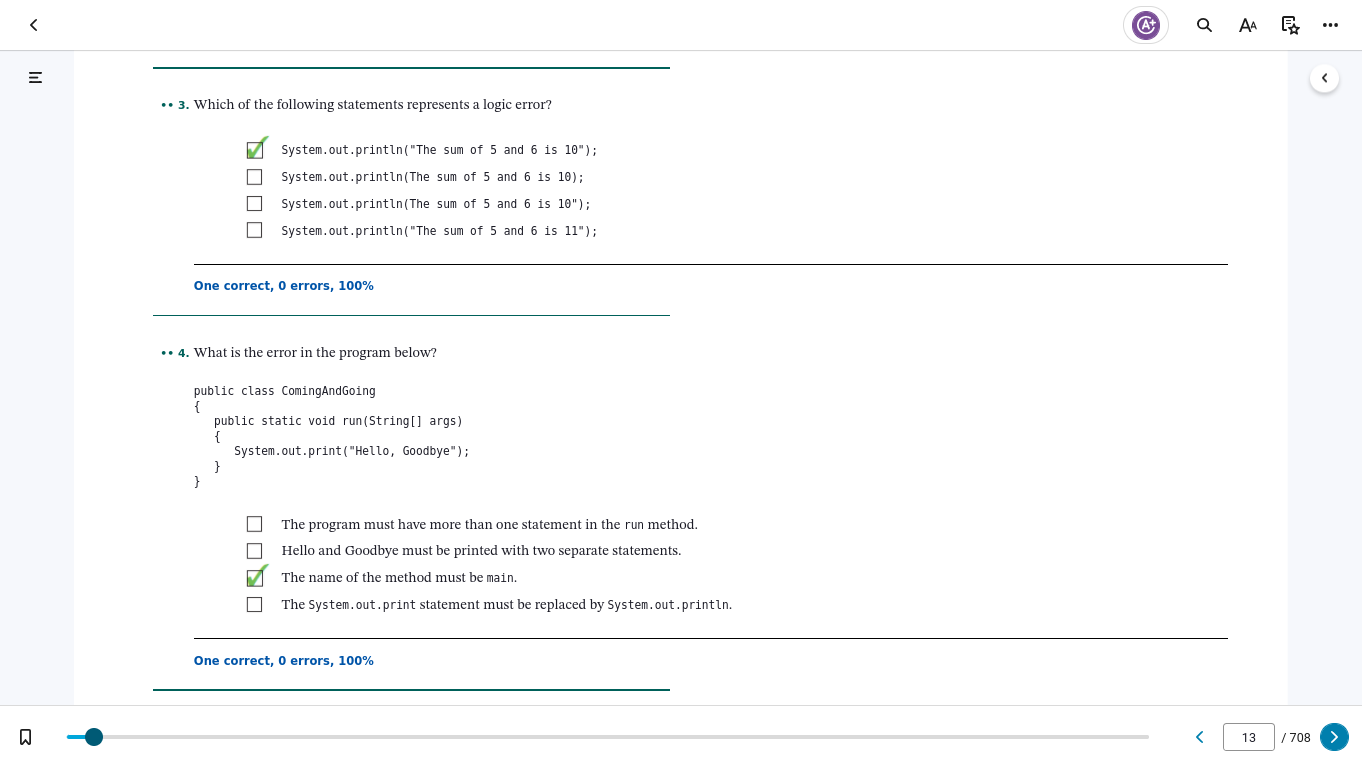 A+
AA
•• 3. Which of the following statements represents a logic error?
System.out.println("The sum of 5 and 6 is 10");
System.out.println(The sum of 5 and 6 is 10);
System.out.println(The sum of 5 and 6 is 10");
System.out.println("The sum of 5 and 6 is 11");
One correct, 0 errors, 100%
•• 4. What is the error in the program below?
public class ComingAndGoing
{
   public static void run(String[] args)
   {
      System.out.print("Hello, Goodbye");
   }
}
The program must have more than one statement in the run method.
Hello and Goodbye must be printed with two separate statements.
The name of the method must be main.
The System.out.print statement must be replaced by System.out.println.
One correct, 0 errors, 100%
13 / 708